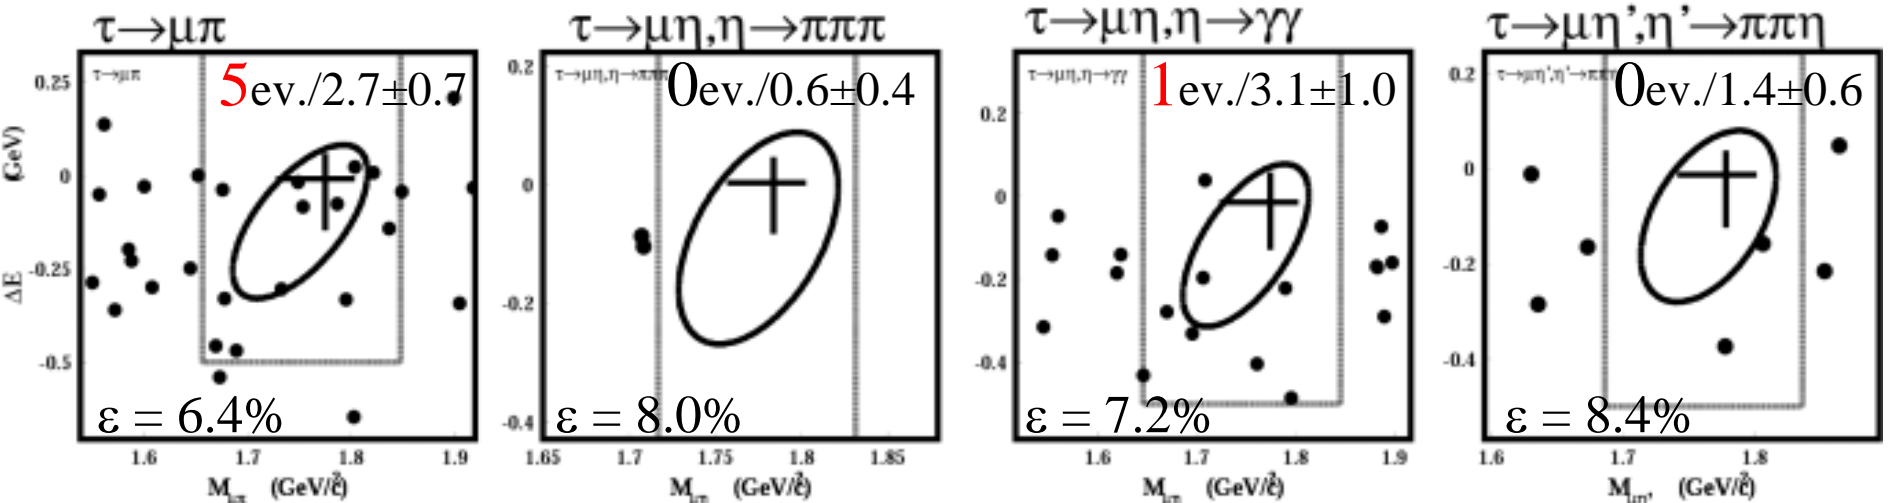 τ→μπ
τ→μη,η→πππ
τ→μη,η→γγ
τ→μη’,η’→ππη
τ→μπ
5ev./2.7±0.7
0.25
0
-0.25
-0.5
ΔE (GeV)
ε = 6.4%
1.6 1.7 1.8 1.9
(GeV/c²)
τ→μη,η→πππ
0ev./0.6±0.4
0.2
0
-0.2
-0.4
ε = 8.0%
1.65 1.7 1.75 1.8 1.85
(GeV/c²)
τ→μη,η→γγ
1ev./3.1±1.0
0.2
0
-0.2
-0.4
ε = 7.2%
1.6 1.7 1.8 1.9
(GeV/c²)
0ev./1.4±0.6
0.2
0
-0.2
-0.4
ε = 8.4%
1.6 1.7 1.8
(GeV/c²)